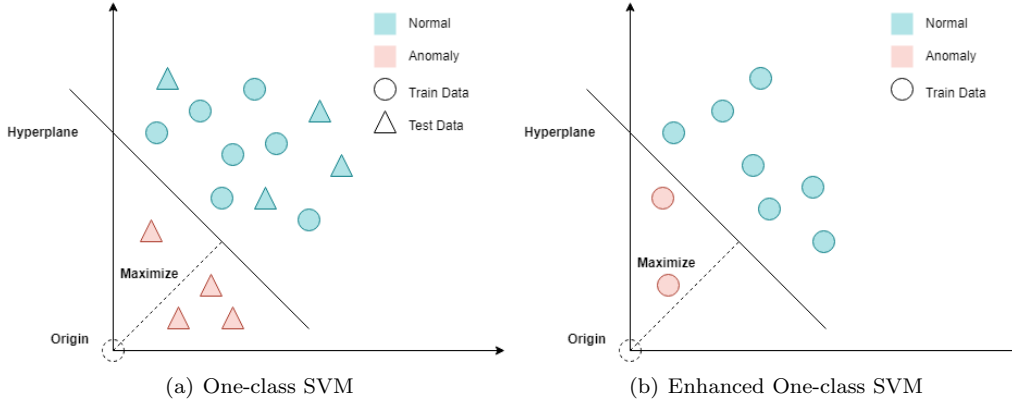 Normal
Anomaly
Train Data
Test Data
Hyperplane
Maximize
Origin
(a) One-class SVM
Normal
Anomaly
Train Data
Hyperplane
Maximize
Origin
(b) Enhanced One-class SVM